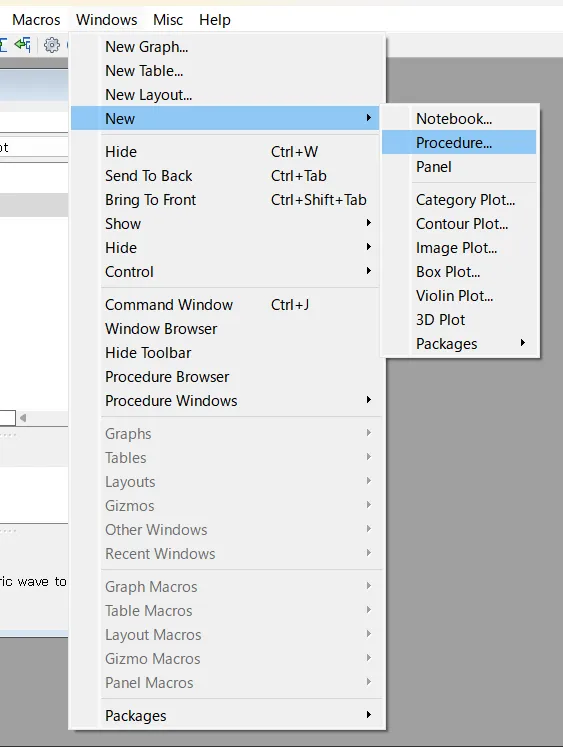 Macros Windows Misc Help
New Graph...
New Table...
New Layout...
New
Notebook...
Procedure...
Panel
Category Plot...
Contour Plot...
Image Plot...
Box Plot...
Violin Plot...
3D Plot
Packages
Hide Ctrl+W
Send To Back Ctrl+Tab
Bring To Front Ctrl+Shift+Tab
Show
Hide
Control
Command Window Ctrl+J
Window Browser
Hide Toolbar
Procedure Browser
Procedure Windows
Graphs
Tables
Layouts
Gizmos
Other Windows
Recent Windows
Graph Macros
Table Macros
Layout Macros
Gizmo Macros
Panel Macros
Packages
ot
ric wave to